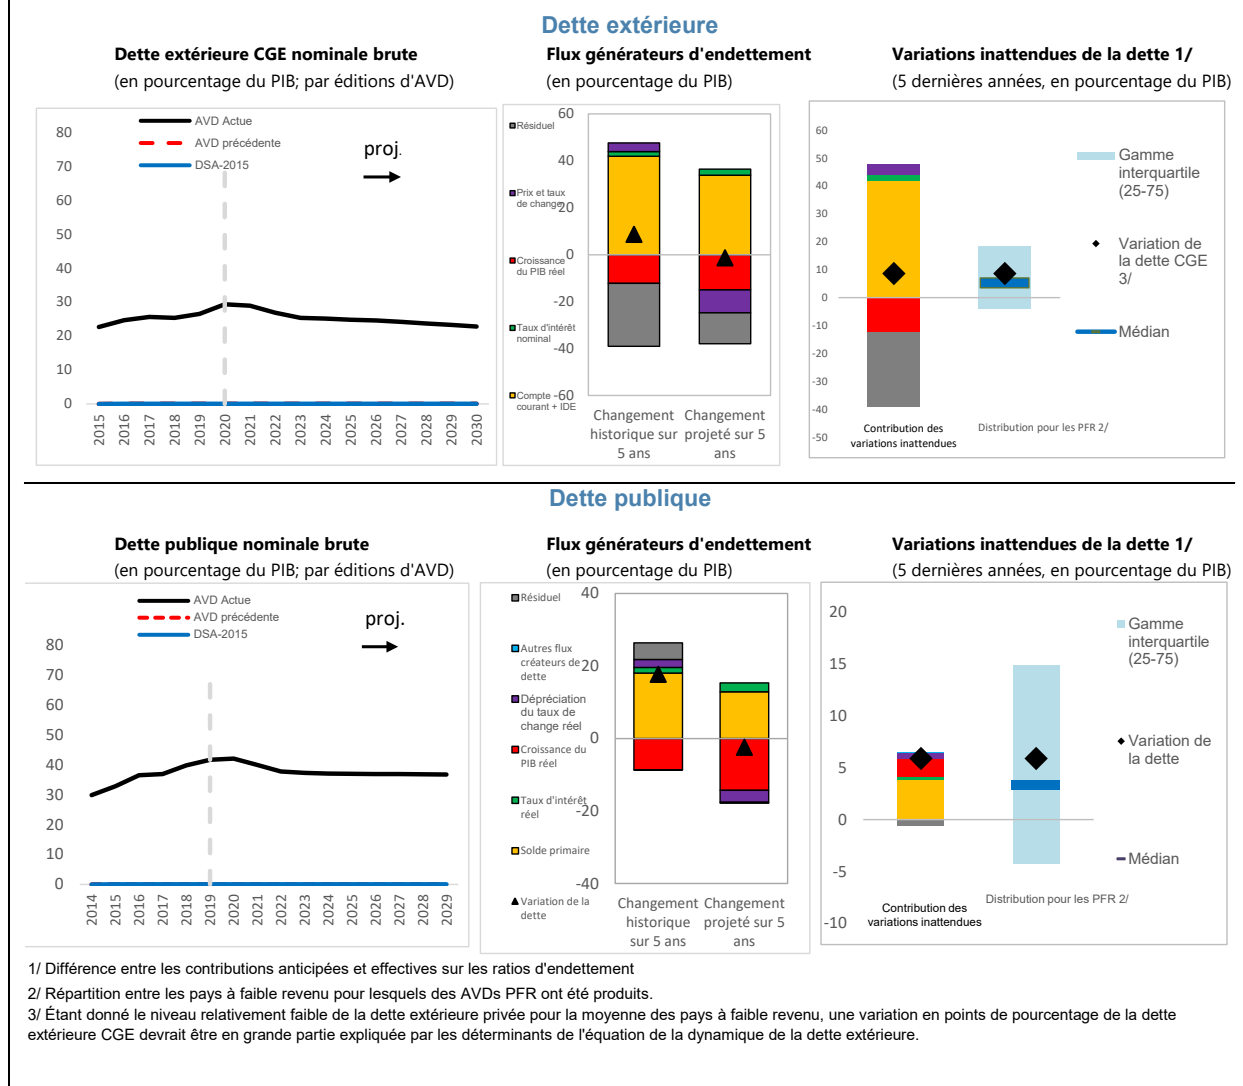 Dette extérieure
Dette extérieure CGE nominale brute
(en pourcentage du PIB; par éditions d'AVD)
AVD Actue
AVD précédente
DSA-2015
proj.
80
70
60
50
40
30
20
10
0
2015
2016
2017
2018
2019
2020
2021
2022
2023
2024
2025
2026
2027
2028
2029
2030
Flux générateurs d'endettement
(en pourcentage du PIB)
Résiduel
Prix et taux
de change
Croissance
du PIB réel
Taux d'intérêt
nominal
Compte
courant + IDE
60
40
20
0
-20
-40
-60
Changement
historique sur
5 ans
Changement
projeté sur 5
ans
Variations inattendues de la dette 1/
(5 dernières années, en pourcentage du PIB)
60
50
40
30
20
10
0
-10
-20
-30
-40
-50
Contribution des
variations inattendues
Distribution pour les PFR 2/
Gamme
interquartile
(25-75)
Variation de
la dette CGE
3/
Médian
Dette publique
Dette publique nominale brute
(en pourcentage du PIB; par éditions d'AVD)
AVD Actue
AVD précédente
DSA-2015
proj.
80
70
60
50
40
30
20
10
0
2014
2015
2016
2017
2018
2019
2020
2021
2022
2023
2024
2025
2026
2027
2028
2029
Flux générateurs d'endettement
(en pourcentage du PIB)
Résiduel
Autres flux
créateurs de
dette
Dépréciation
du taux de
change réel
Croissance du
PIB réel
Taux d'intérêt
réel
Solde primaire
Variation de la
dette
40
20
0
-20
-40
Changement
historique
sur 5 ans
Changement
projeté sur 5
ans
Variations inattendues de la dette 1/
(5 dernières années, en pourcentage du PIB)
20
15
10
5
0
-5
-10
Contribution des
variations inattendues
Distribution pour les PFR 2/
Gamme
interquartile
(25-75)
Variation de
la dette
Médian
1/ Différence entre les contributions anticipées et effectives sur les ratios d'endettement
2/ Répartition entre les pays à faible revenu pour lesquels des AVDs PFR ont été produits.
3/ Étant donné le niveau relativement faible de la dette extérieure privée pour la moyenne des pays à faible revenu, une variation en points de pourcentage de la dette
extérieure CGE devrait être en grande partie expliquée par les déterminants de l'équation de la dynamique de la dette extérieure.